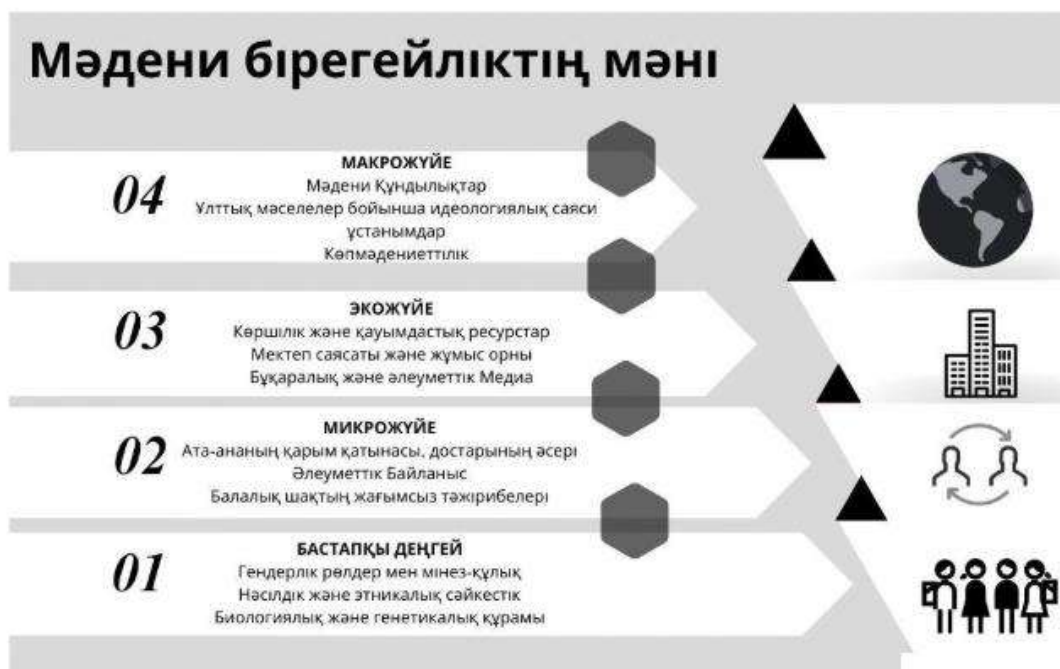 Мәдени бірегейліктің мәні
04
МАКРОЖҮЙЕ
Мәдени Құндылықтар
Ұлттық мәселелер бойынша идеологиялық саяси
ұстанымдар
Көпмәдениеттілік
03
ЭКОЖҮЙЕ
Көршілік және қауымдастық ресурстар
Мектеп саясаты және жұмыс орны
Бұқаралық және әлеуметтік Медиа
02
МИКРОЖҮЙЕ
Ата-ананың қарым қатынасы, достарының әсері
Әлеуметтік Байланыс
Балалық шақтың жағымсыз тәжірибелері
01
БАСТАПҚЫ ДЕҢГЕЙ
Гендерлік рөлдер мен мінез-құлық
Нәсілдік және этникалық сәйкестік
Биологиялық және генетикалық құрамы